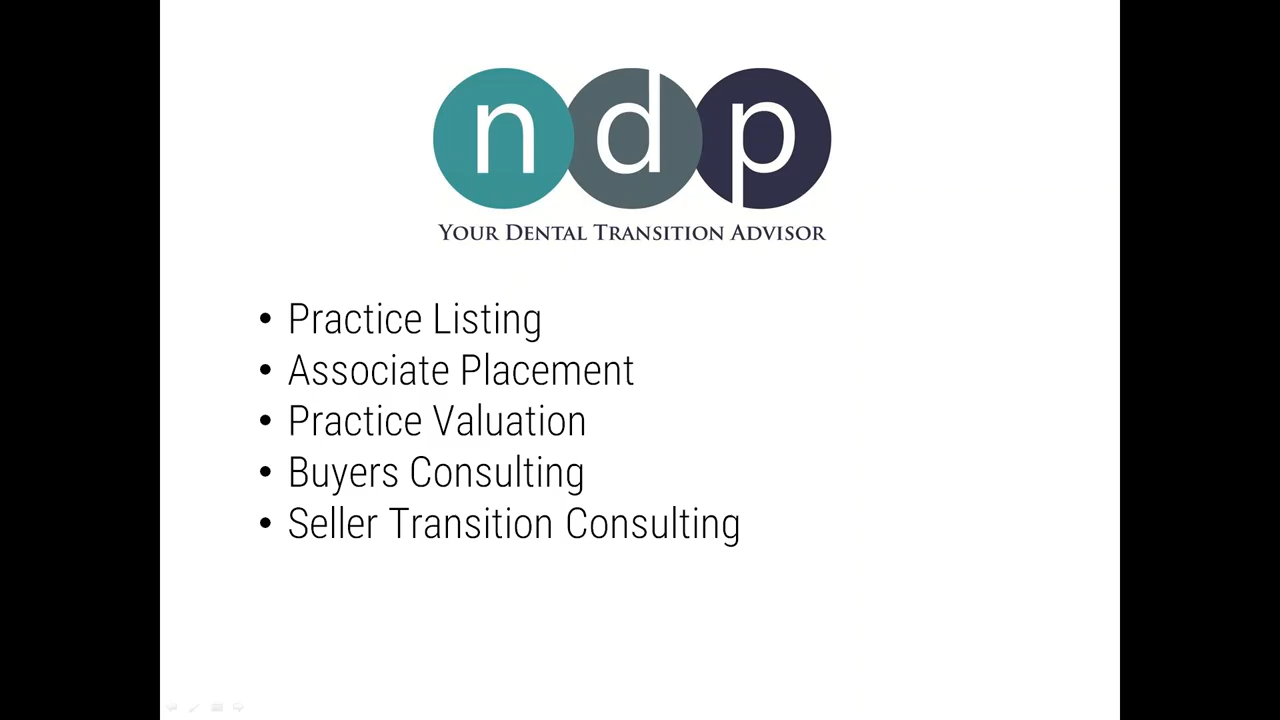 ndp
YOUR DENTAL TRANSITION ADVISOR
• Practice Listing
• Associate Placement
• Practice Valuation
• Buyers Consulting
• Seller Transition Consulting